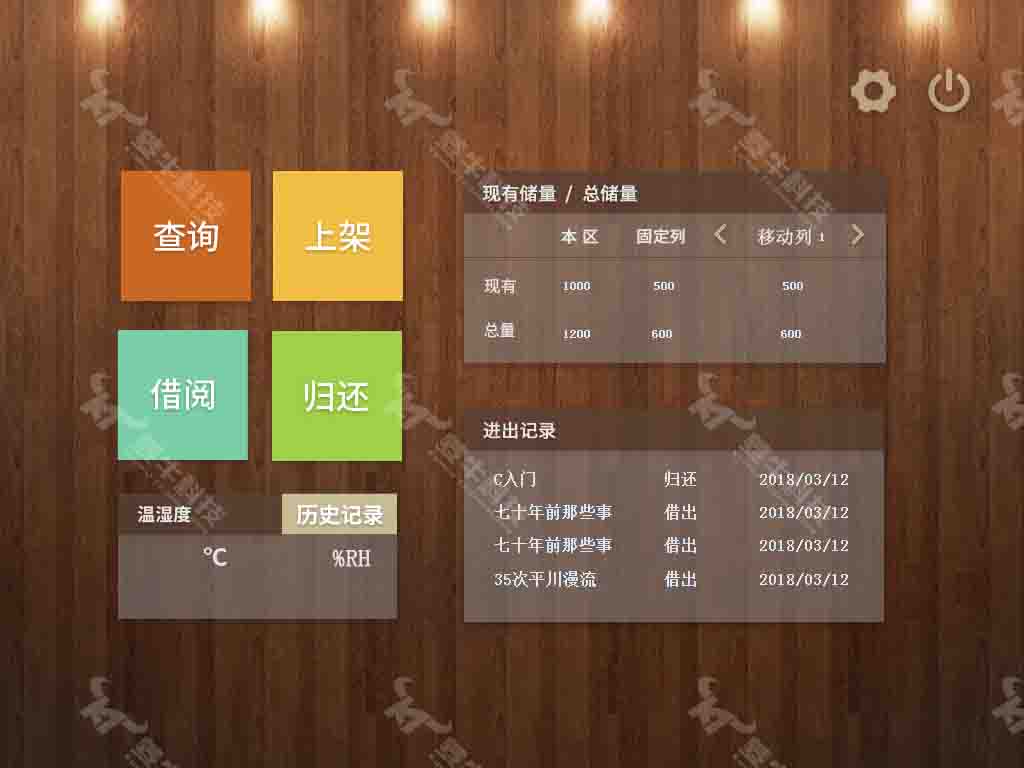 查询
上架
借阅
归还
温湿度 历史记录
℃ %RH
现有储量 / 总储量
本区 固定列 移动列 1
现有 1000 500 500
总量 1200 600 600
进出记录
C入门 归还 2018/03/12
七十年前那些事 借出 2018/03/12
七十年前那些事 借出 2018/03/12
35次平川漫流 借出 2018/03/12